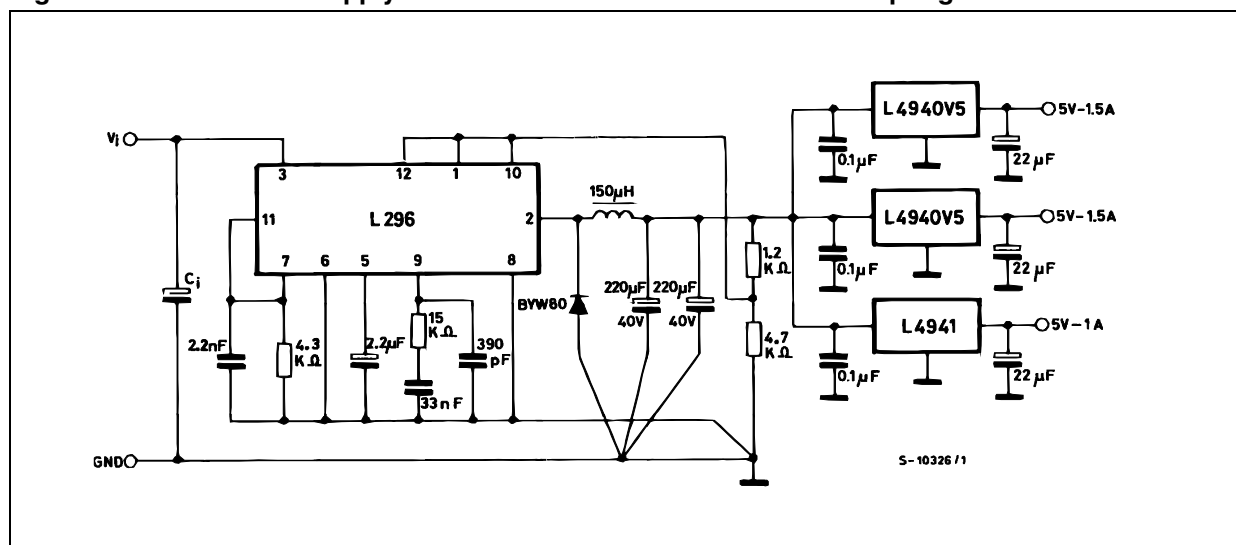 Vi
GND
Ci
L296
3
12
1
10
11
2
7
6
5
9
8
2.2nF
4.3
KΩ
2.2µF
15
KΩ
33nF
390
pF
BYW80
150µH
220µF
40V
220µF
40V
1.2
KΩ
4.7
KΩ
L4940V5
0.1µF
22µF
5V-1.5A
L4940V5
0.1µF
22µF
5V-1.5A
L4941
0.1µF
22µF
5V-1A
S-10326/1